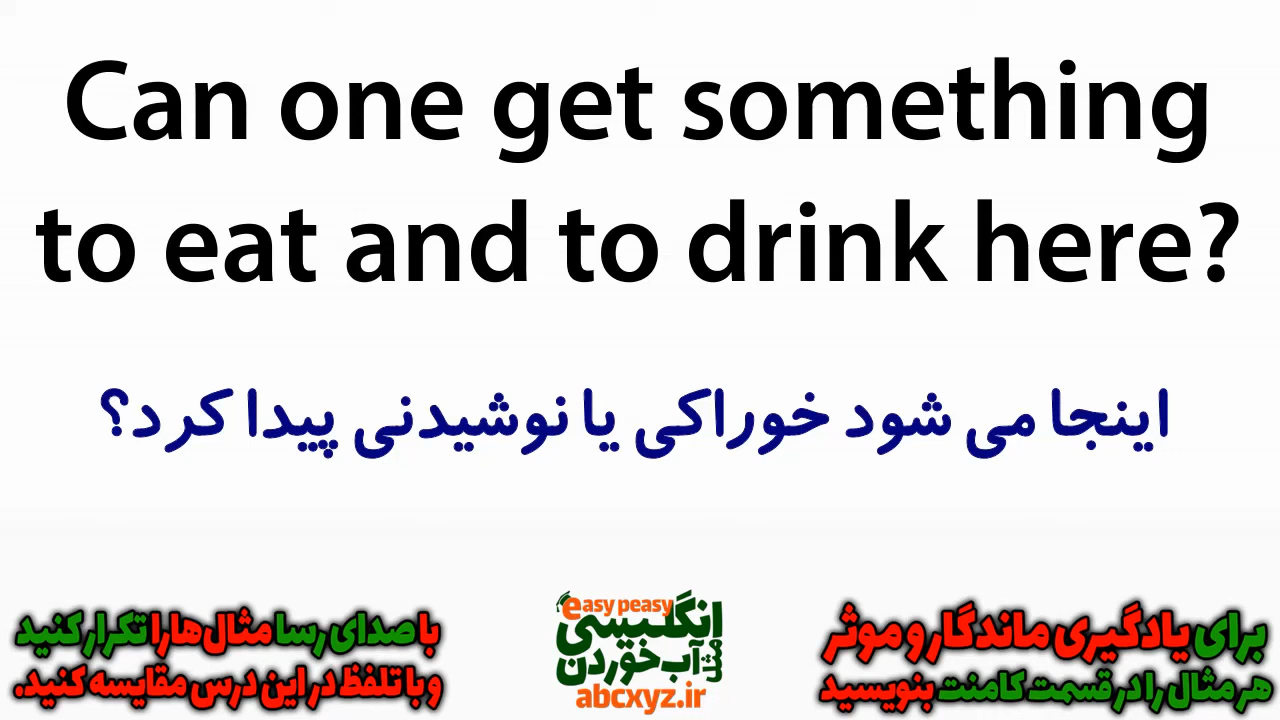 Can one get something
to eat and to drink here?
اینجا می شود خوراکی یا نوشیدنی پیدا کرد؟
برای یادگیری ماندگار و موثر
هر مثال را در قسمت کامنت بنویسید
easy peasy
انگلیسی
مثل آب خوردن
abcxyz.ir
با صدای رسا مثال‌ها را تکرار کنید
و با تلفظ در این درس مقایسه کنید.